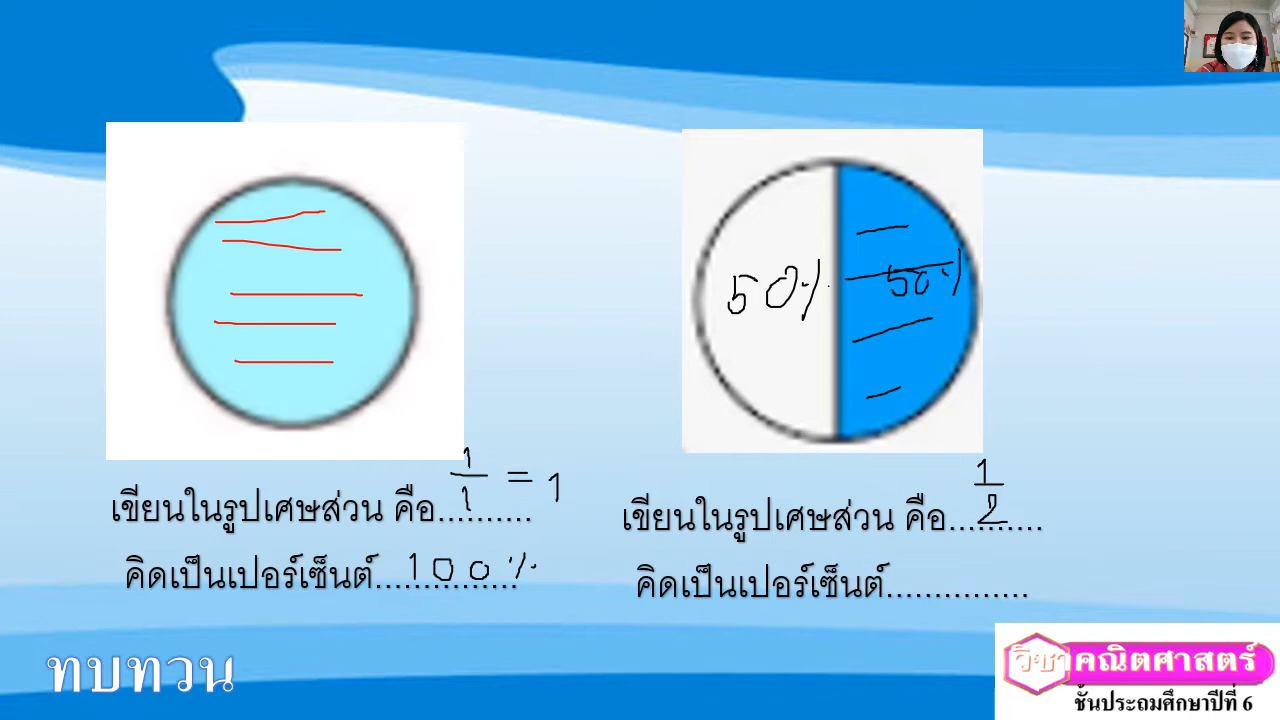 50%
50%
เขียนในรูปเศษส่วน คือ.......... 1/1 = 1
คิดเป็นเปอร์เซ็นต์............... 100%
เขียนในรูปเศษส่วน คือ.......... 1/2
คิดเป็นเปอร์เซ็นต์...............
ทบทวน
วิชาคณิตศาสตร์
ชั้นประถมศึกษาปีที่ 6